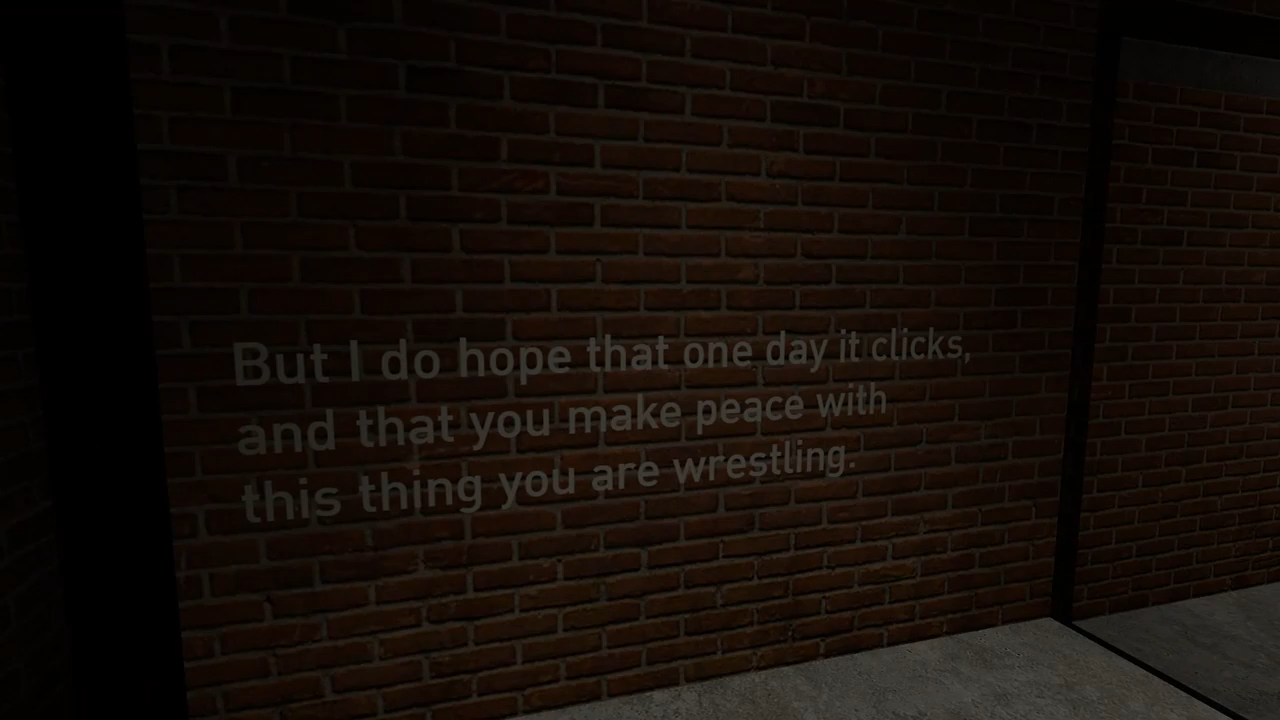 But I do hope that one day it clicks,
and that you make peace with
this thing you are wrestling.